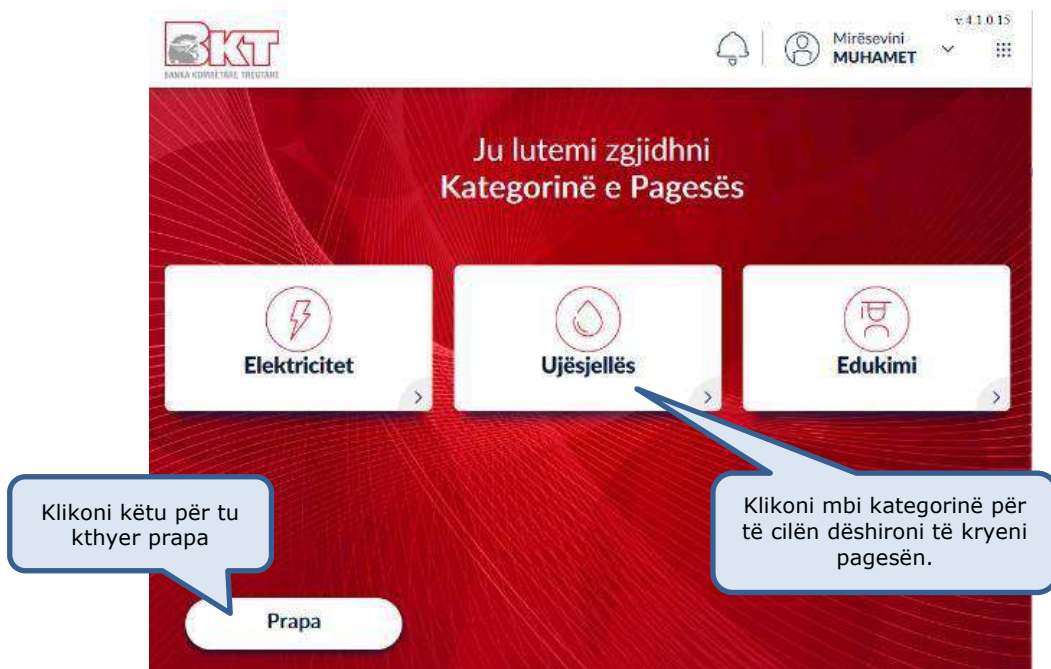 v.4.1.0.15
BKT
BANKA KOMBËTARE TREGTARE
Mirësevini
MUHAMET
Ju lutemi zgjidhni
Kategorinë e Pagesës
Elektricitet
Ujësjellës
Edukimi
Klikoni këtu për tu
kthyer prapa
Klikoni mbi kategorinë për
të cilën dëshironi të kryeni
pagesën.
Prapa